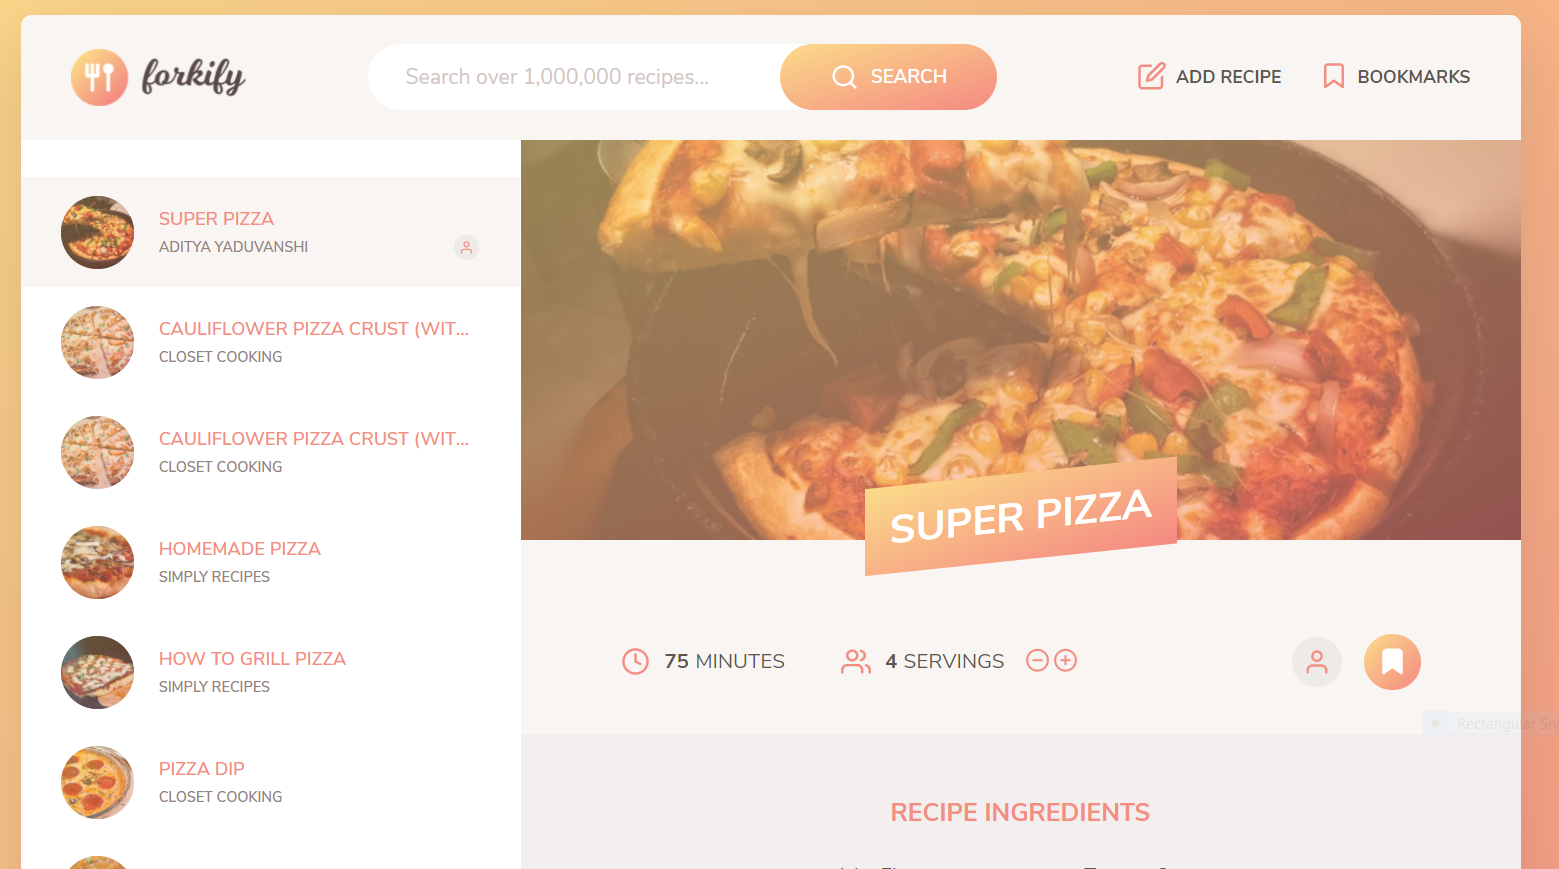 forkify
Search over 1,000,000 recipes...
SEARCH
ADD RECIPE
BOOKMARKS
SUPER PIZZA
ADITYA YADUVANSHI
CAULIFLOWER PIZZA CRUST (WIT...
CLOSET COOKING
CAULIFLOWER PIZZA CRUST (WIT...
CLOSET COOKING
HOMEMADE PIZZA
SIMPLY RECIPES
HOW TO GRILL PIZZA
SIMPLY RECIPES
PIZZA DIP
CLOSET COOKING
SUPER PIZZA
75 MINUTES
4 SERVINGS
Rectangular
RECIPE INGREDIENTS